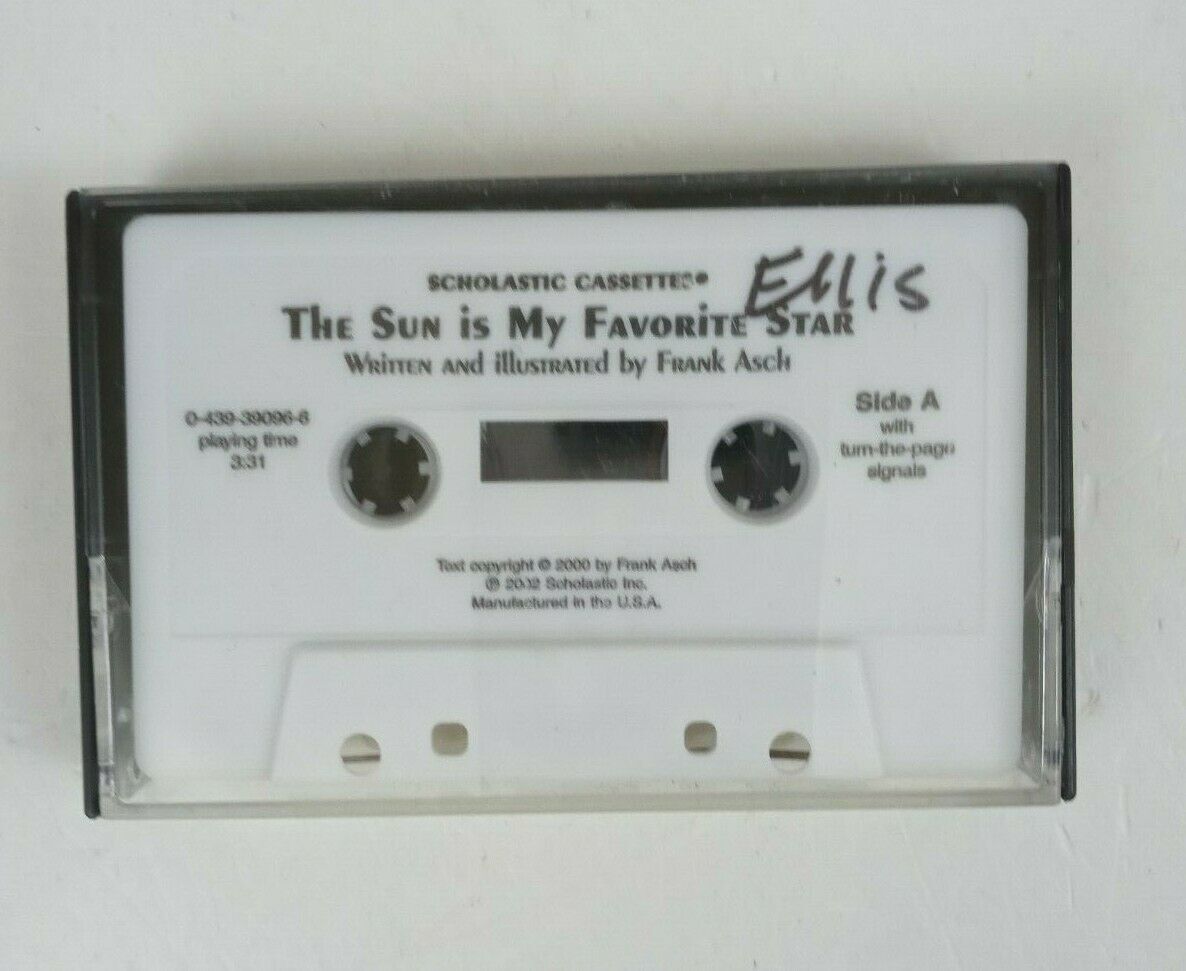 SCHOLASTIC CASSETTES®
Ellis
THE SUN IS MY FAVORITE STAR
WRITTEN AND ILLUSTRATED by FRANK ASCH
0-439-39096-6
playing time
3:31
Side A
with
turn-the-page
signals
Text copyright © 2000 by Frank Asch
℗ 2002 Scholastic Inc.
Manufactured in the U.S.A.